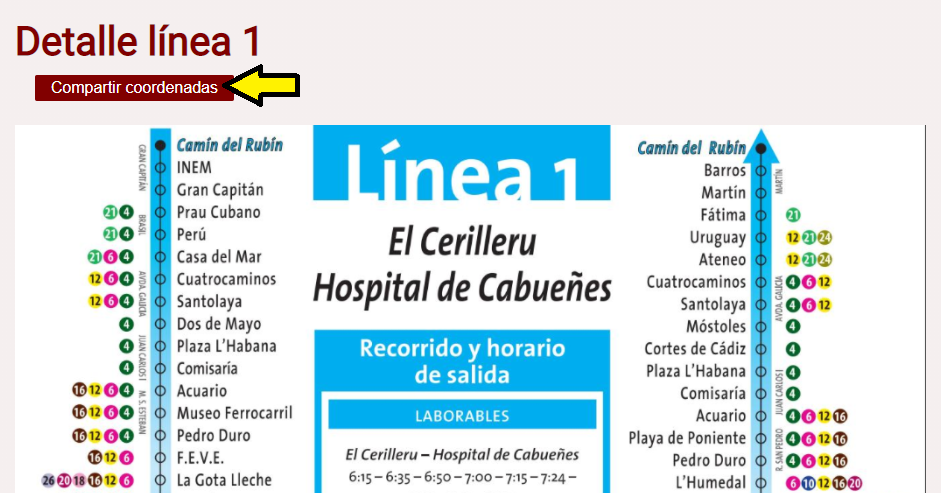 Detalle línea 1
Compartir coordenadas
GRAN CAPITÁN
BRASIL
AVDA. GALICIA
JUAN CARLOS I
M. S. ESTEBAN
Camín del Rubín
INEM
Gran Capitán
21 4 Prau Cubano
21 4 Perú
21 6 4 Casa del Mar
12 6 4 Cuatrocaminos
12 6 4 Santolaya
4 Dos de Mayo
4 Plaza L'Habana
4 Comisaría
16 12 6 4 Acuario
16 12 6 4 Museo Ferrocarril
16 12 6 4 Pedro Duro
16 12 6 F.E.V.E.
26 20 18 16 12 6 La Gota Lleche
Línea 1
El Cerilleru
Hospital de Cabueñes
Recorrido y horario
de salida
LABORABLES
El Cerilleru – Hospital de Cabueñes
6:15 – 6:35 – 6:50 – 7:00 – 7:15 – 7:24 –
Camín del Rubín
Barros
Martín
Fátima 21
Uruguay 12 21 24
Ateneo 12 21 24
Cuatrocaminos 4 6 12
Santolaya 4 6 12
Móstoles 4
Cortes de Cádiz 4
Plaza L'Habana 4
Comisaría 4
Acuario 4 6 12 16
Playa de Poniente 4 6 12 16
Pedro Duro 4 6 12 16
L'Humedal 6 10 12 16 20
MARTÍN
AVDA. GALICIA
JUAN CARLOS I
R. SAN PEDRO